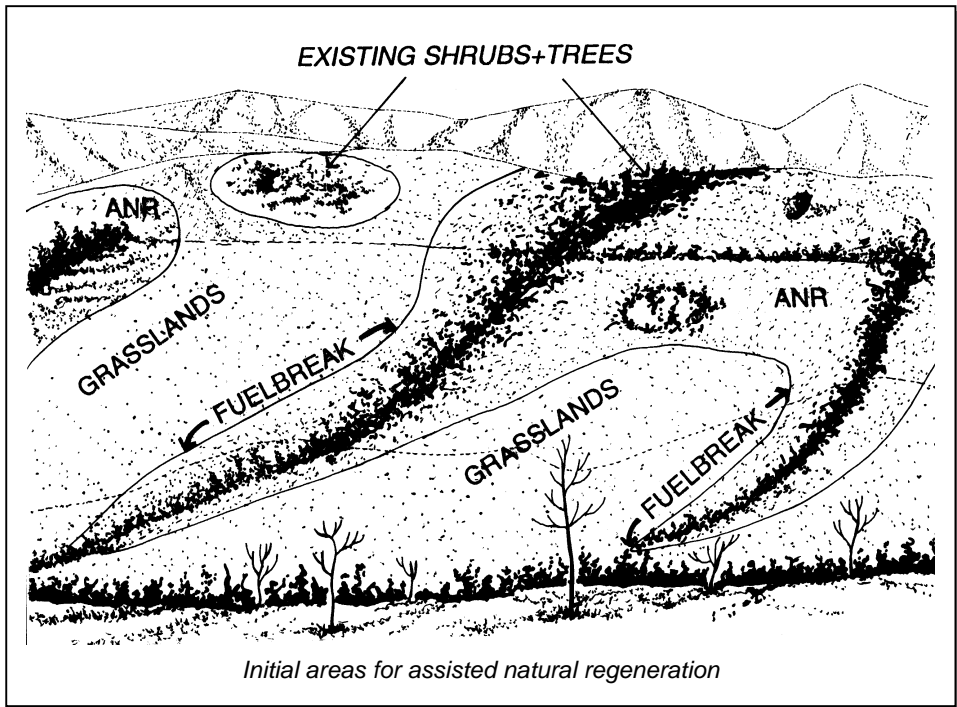 EXISTING SHRUBS+TREES
ANR
GRASSLANDS
FUELBREAK
ANR
GRASSLANDS
FUELBREAK
Initial areas for assisted natural regeneration